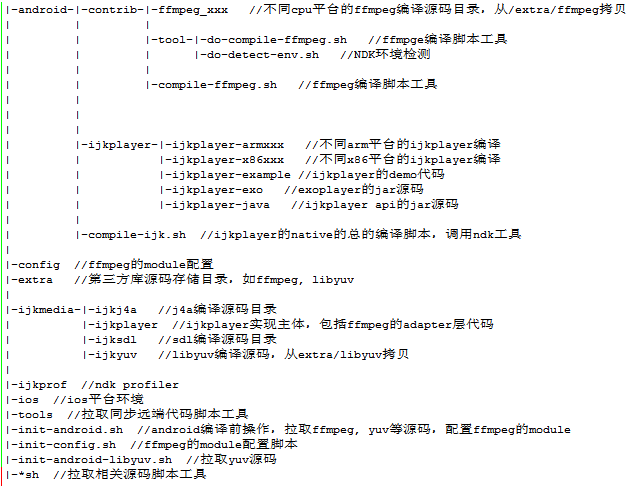 |-android-|-contrib-|-ffmpeg_xxx //不同cpu平台的ffmpeg编译源码目录，从/extra/ffmpeg拷贝
| | |
| | |-tool-|-do-compile-ffmpeg.sh //ffmpge编译脚本工具
| | | |-do-detect-env.sh //NDK环境检测
| | |
| | |-compile-ffmpeg.sh //ffmpeg编译脚本工具
| |
| |
| |
| |-ijkplayer-|-ijkplayer-armxxx //不同arm平台的ijkplayer编译
| | |-ijkplayer-x86xxx //不同x86平台的ijkplayer编译
| | |-ijkplayer-example //ijkplayer的demo代码
| | |-ijkplayer-exo //exoplayer的jar源码
| | |-ijkplayer-java //ijkplayer api的jar源码
| |
| |-compile-ijk.sh //ijkplayer的native的总的编译脚本，调用ndk工具
|
|-config //ffmpeg的module配置
|-extra //第三方库源码存储目录，如ffmpeg, libyuv
|
|-ijkmedia-|-ijkj4a //j4a编译源码目录
| |-ijkplayer //ijkplayer实现主体，包括ffmpeg的adapter层代码
| |-ijksdl //sdl编译源码目录
| |-ijkyuv //libyuv编译源码，从extra/libyuv拷贝
|
|-ijkprof //ndk profiler
|-ios //ios平台环境
|-tools //拉取同步远端代码脚本工具
|-init-android.sh //android编译前操作，拉取ffmpeg, yuv等源码，配置ffmpeg的module
|-init-config.sh //ffmpeg的module配置脚本
|-init-android-libyuv.sh //拉取yuv源码
|-*sh //拉取相关源码脚本工具